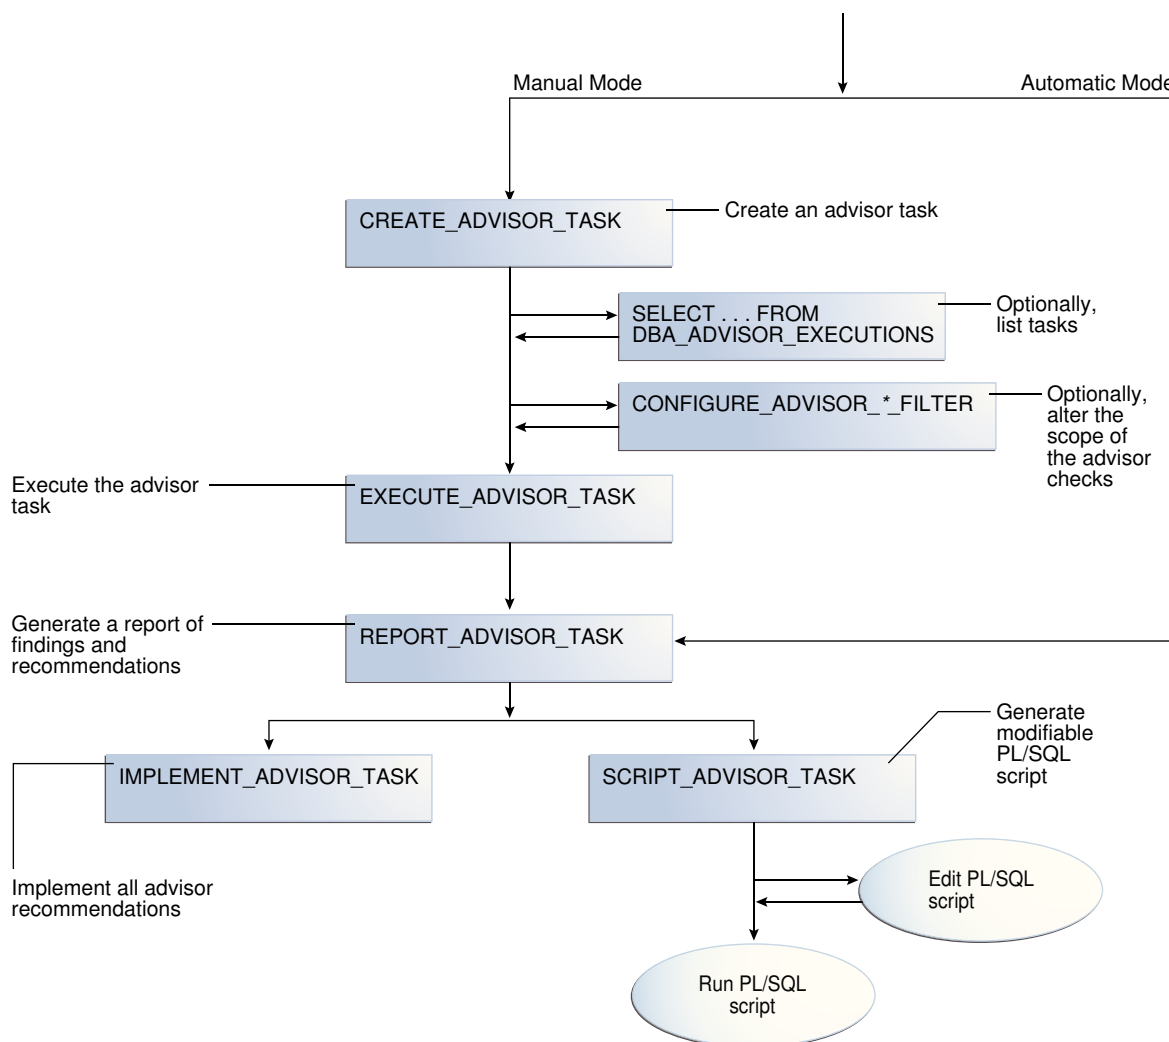 Manual Mode
Automatic Mode
CREATE_ADVISOR_TASK
Create an advisor task
SELECT . . . FROM
DBA_ADVISOR_EXECUTIONS
Optionally,
list tasks
CONFIGURE_ADVISOR_*_FILTER
Optionally,
alter the
scope of
the advisor
checks
Execute the advisor
task
EXECUTE_ADVISOR_TASK
Generate a report of
findings and
recommendations
REPORT_ADVISOR_TASK
IMPLEMENT_ADVISOR_TASK
SCRIPT_ADVISOR_TASK
Generate
modifiable
PL/SQL
script
Implement all advisor
recommendations
Edit PL/SQL
script
Run PL/SQL
script